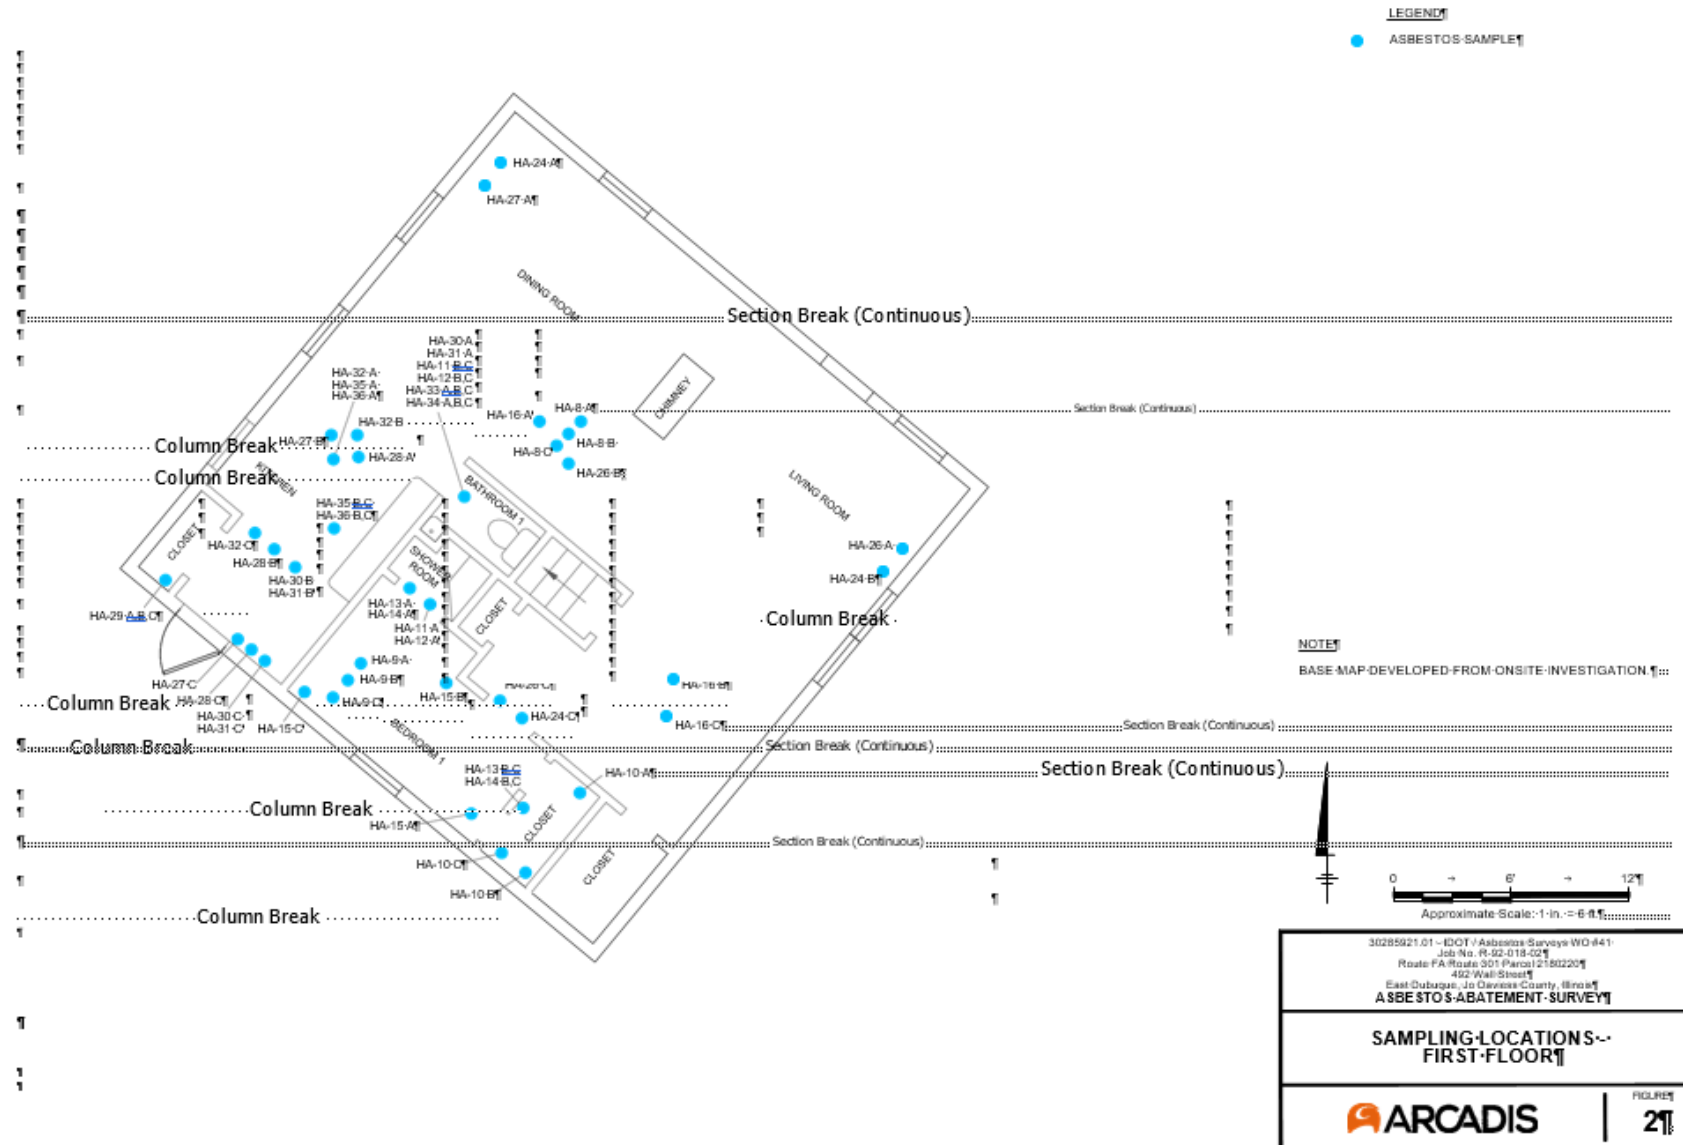 LEGEND¶
ASBESTOS·SAMPLE¶
HA-24·A¶
HA-27·A¶
DINING ROOM
Section Break (Continuous)
HA-30·A
HA-31·A
HA-11·B,C
HA-12·B,C
HA-33·A,B,C
HA-34·A,B,C
HA-32·A·
HA-35·A·
HA-36·A¶
CHIMNEY
HA-16·A
HA-8·A¶
Section Break (Continuous)
HA-32·B
HA-27·B¶
Column Break
HA-8·B·
HA-8·C
HA-28·A
HA-26·B¶
KITCHEN
Column Break
BATHROOM 1
LIVING ROOM
HA-35·B,C
HA-36·B,C¶
CLOSET
HA-32·C¶
HA-28·B¶
HA-30·B
HA-31·B¶
SHOWER
ROOM
HA-26·A
HA-24·B¶
HA-13·A·
HA-14·A¶
HA-11·A
HA-12·A
CLOSET
HA-29·A,B,C¶
Column Break
NOTE¶
BASE·MAP·DEVELOPED·FROM·ONSITE·INVESTIGATION.¶
HA-9·A·
HA-9·B¶
HA-9·C
HA-15·B¶
HA-26·C¶
HA-24·C¶
HA-16·B¶
HA-16·C¶
Section Break (Continuous)
HA-27·C
HA-28·C¶
HA-30·C·
HA-31·C
HA-15·C
Column Break
BEDROOM 1
Column Break
Section Break (Continuous)
HA-13·B,C
HA-14·B,C
HA-10·A¶
Section Break (Continuous)
Column Break
HA-15·A¶
CLOSET
Section Break (Continuous)
HA-10·C¶
HA-10·B¶
CLOSET
Column Break
0 → 6' → 12'¶
Approximate·Scale:·1·in.·=·6·ft.¶
30285921.01·–·IDOT·/·Asbestos·Surveys·WO·#41·
Job·No.·R-92-018-02¶
Route·FA·Route·301·Parcel·2180220¶
492·Wall·Street¶
East·Dubuque,·Jo·Daviess·County,·Illinois¶
ASBESTOS·ABATEMENT·SURVEY¶
SAMPLING·LOCATIONS·–·
FIRST·FLOOR¶
ARCADIS
FIGURE¶
2¶